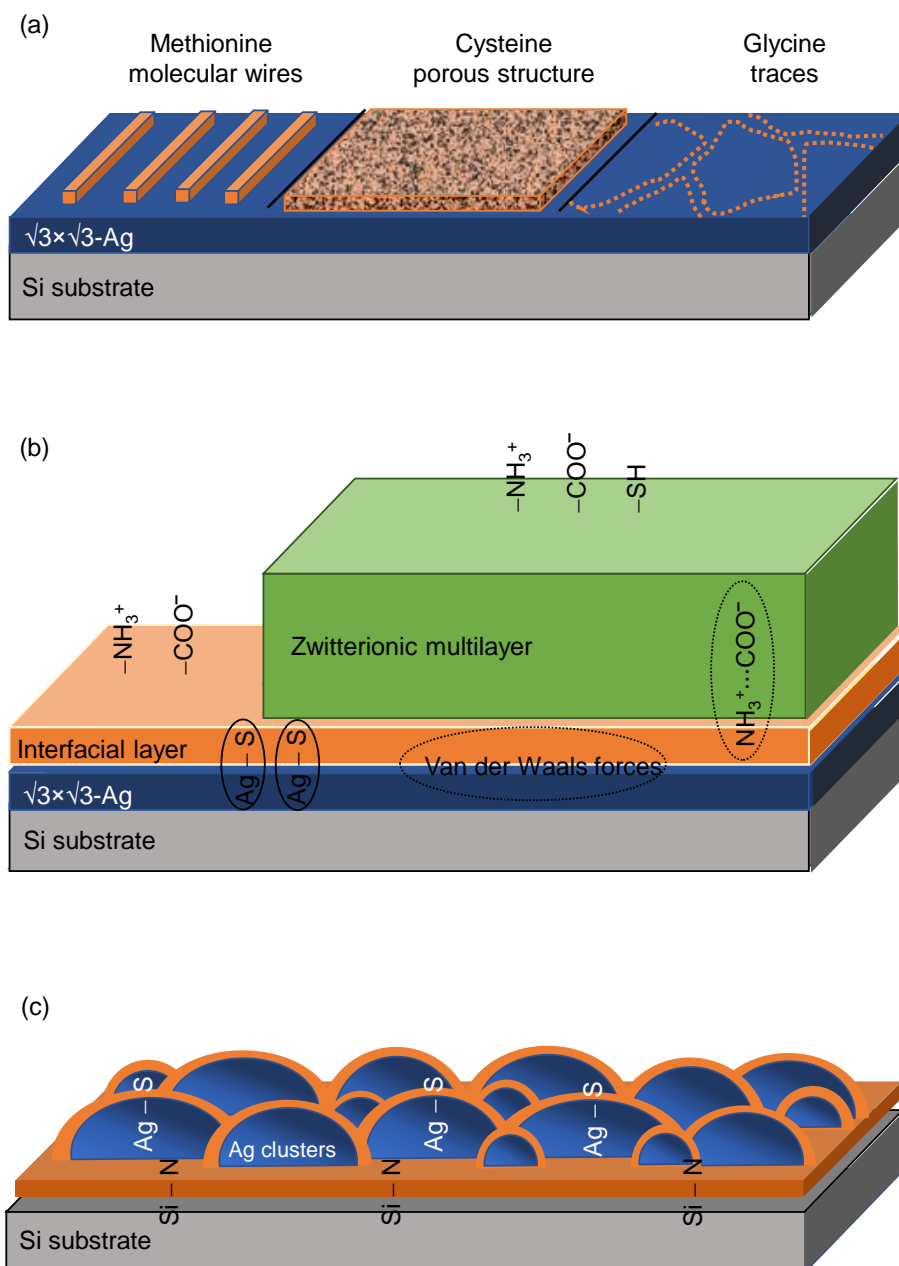 (a)
Methionine
molecular wires
Cysteine
porous structure
Glycine
traces
√3×√3-Ag
Si substrate
(b)
–NH₃⁺
–COO⁻
–SH
–NH₃⁺
–COO⁻
Zwitterionic multilayer
NH₃⁺...COO⁻
Interfacial layer
Ag – S
Ag – S
Van der Waals forces
√3×√3-Ag
Si substrate
(c)
Ag – S
Ag – S
Ag – S
Ag clusters
Si – N
Si – N
Si – N
Si substrate